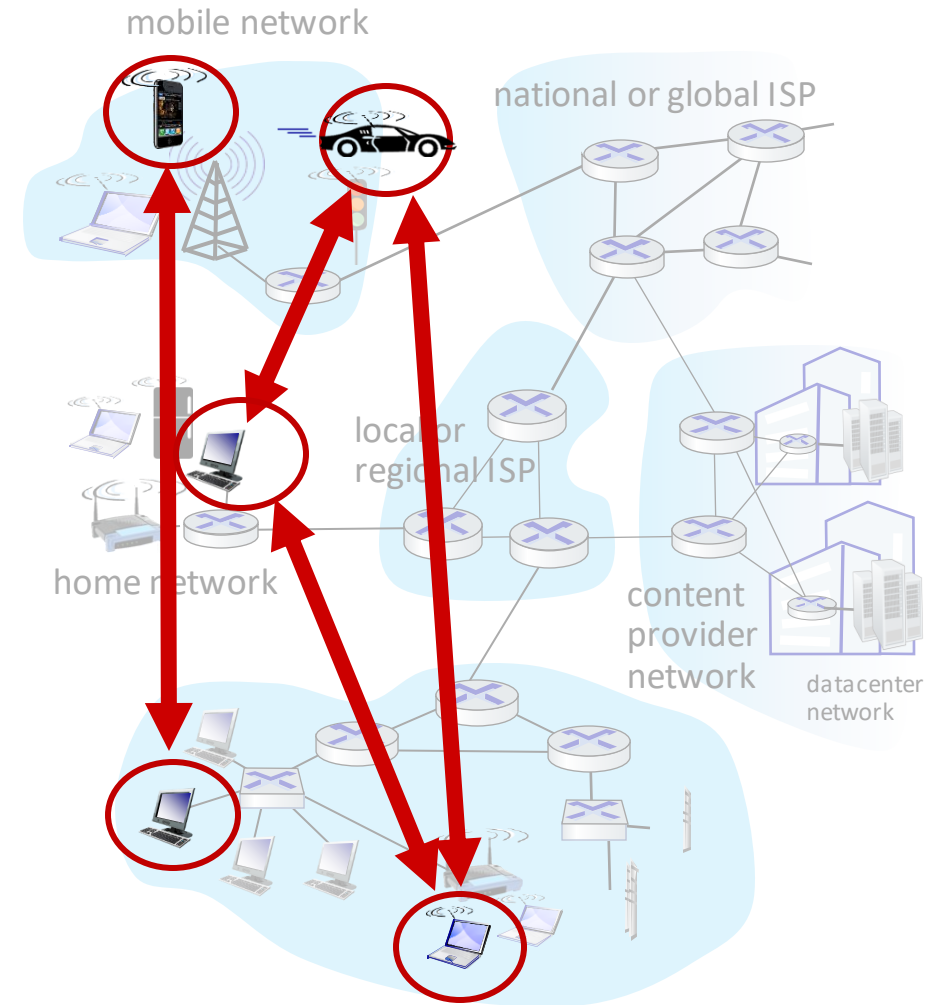 mobile network
national or global ISP
local or
regional ISP
home network
content
provider
network
datacenter
network